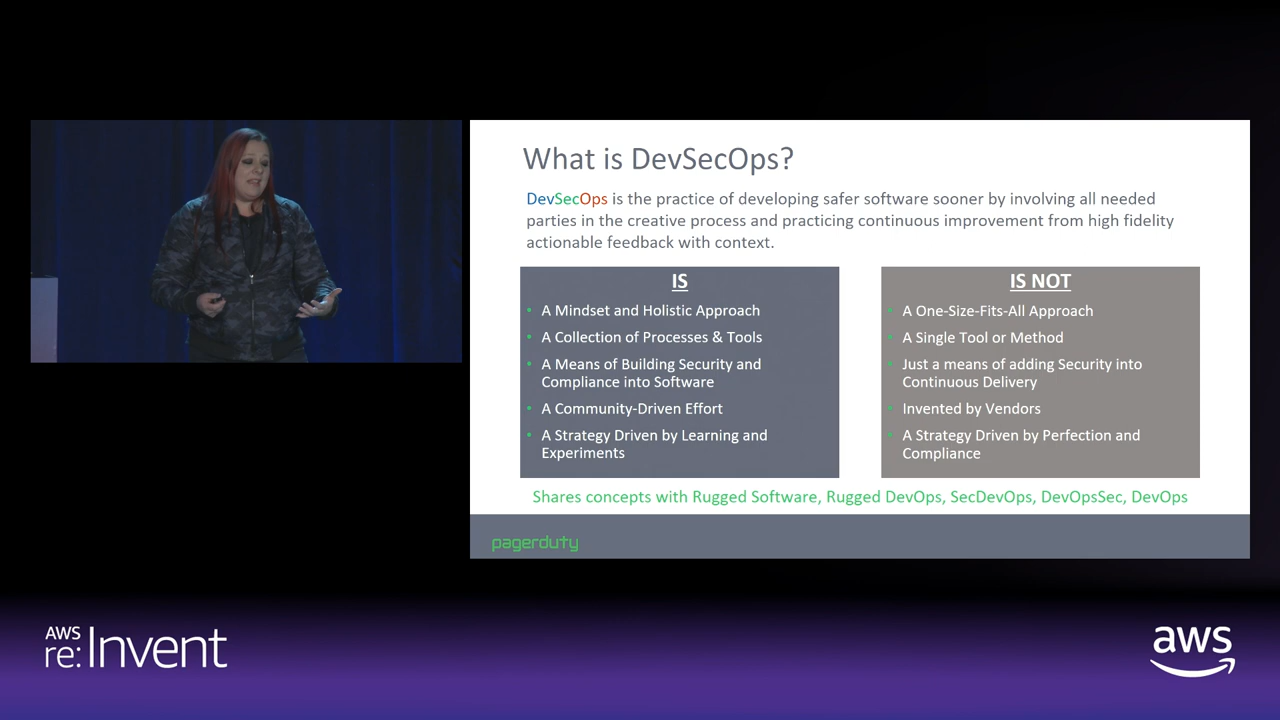 What is DevSecOps?
DevSecOps is the practice of developing safer software sooner by involving all needed
parties in the creative process and practicing continuous improvement from high fidelity
actionable feedback with context.
IS
• A Mindset and Holistic Approach
• A Collection of Processes & Tools
• A Means of Building Security and
Compliance into Software
• A Community-Driven Effort
• A Strategy Driven by Learning and
Experiments
IS NOT
• A One-Size-Fits-All Approach
• A Single Tool or Method
• Just a means of adding Security into
Continuous Delivery
• Invented by Vendors
• A Strategy Driven by Perfection and
Compliance
Shares concepts with Rugged Software, Rugged DevOps, SecDevOps, DevOpsSec, DevOps
pagerduty
AWS
re:Invent
aws